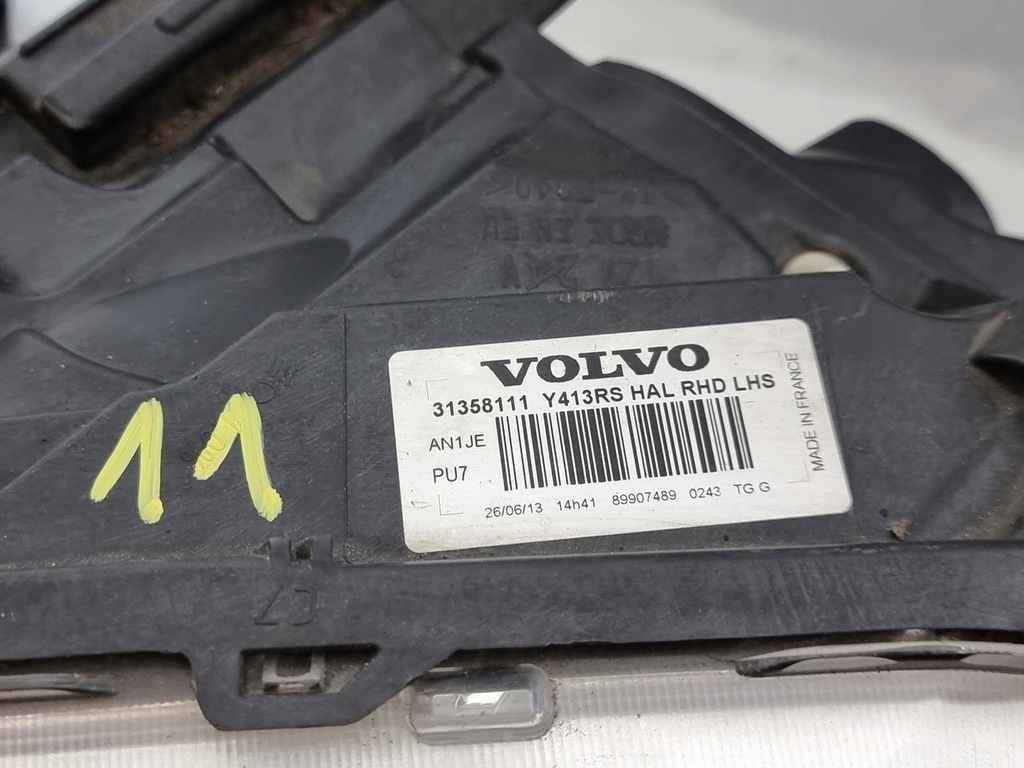 VOLVO
31358111 Y413RS HAL RHD LHS
AN1JE
PU7
26/06/13 14h41 89907489 0243 TG G
MADE IN FRANCE
11